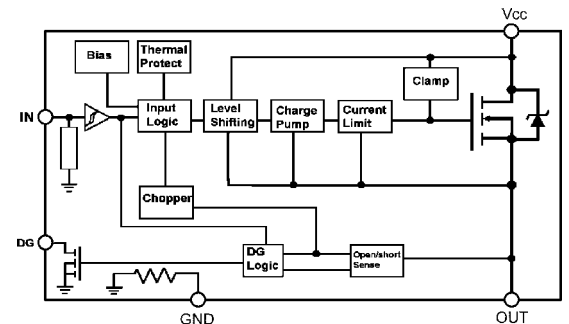 Vcc
Bias
Thermal
Protect
Clamp
IN
Input
Logic
Level
Shifting
Charge
Pump
Current
Limit
Chopper
DG
DG
Logic
Open/short
Sense
GND
OUT